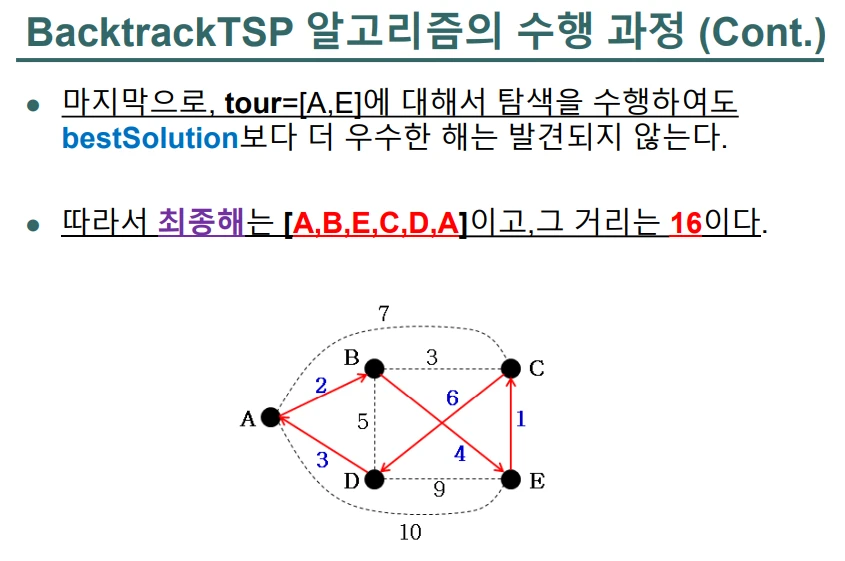 BacktrackTSP 알고리즘의 수행 과정 (Cont.)
● 마지막으로, tour=[A,E]에 대해서 탐색을 수행하여도
bestSolution보다 더 우수한 해는 발견되지 않는다.
● 따라서 최종해는 [A,B,E,C,D,A]이고,그 거리는 16이다.
7
B 3 C
2 6
A 5 1
3 4
D 9 E
10